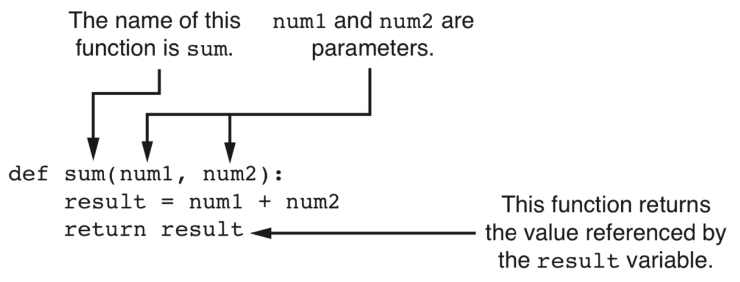 The name of this
function is sum.
num1 and num2 are
parameters.
def sum(num1, num2):
    result = num1 + num2
    return result
This function returns
the value referenced by
the result variable.